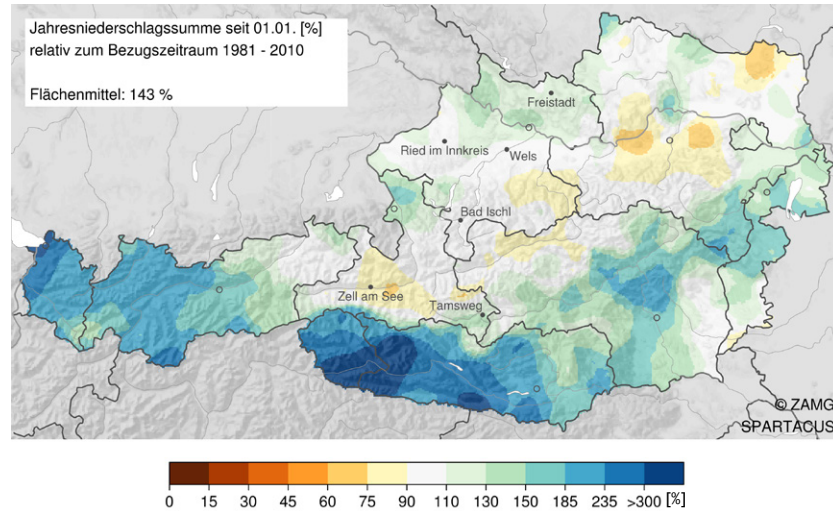 Jahresniederschlagssumme seit 01.01. [%]
relativ zum Bezugszeitraum 1981 - 2010
Flächenmittel: 143 %
Freistadt
Ried im Innkreis
Wels
Bad Ischl
Zell am See
Tamsweg
© ZAMG
SPARTACUS
0 15 30 45 60 75 90 110 130 150 185 235 >300 [%]